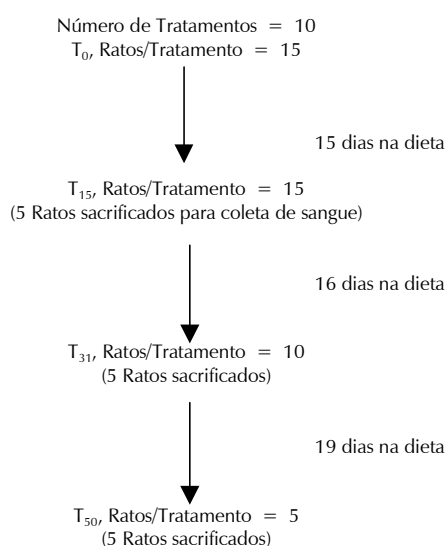 Número de Tratamentos = 10
T₀, Ratos/Tratamento = 15
15 dias na dieta
T₁₅, Ratos/Tratamento = 15
(5 Ratos sacrificados para coleta de sangue)
16 dias na dieta
T₃₁, Ratos/Tratamento = 10
(5 Ratos sacrificados)
19 dias na dieta
T₅₀, Ratos/Tratamento = 5
(5 Ratos sacrificados)